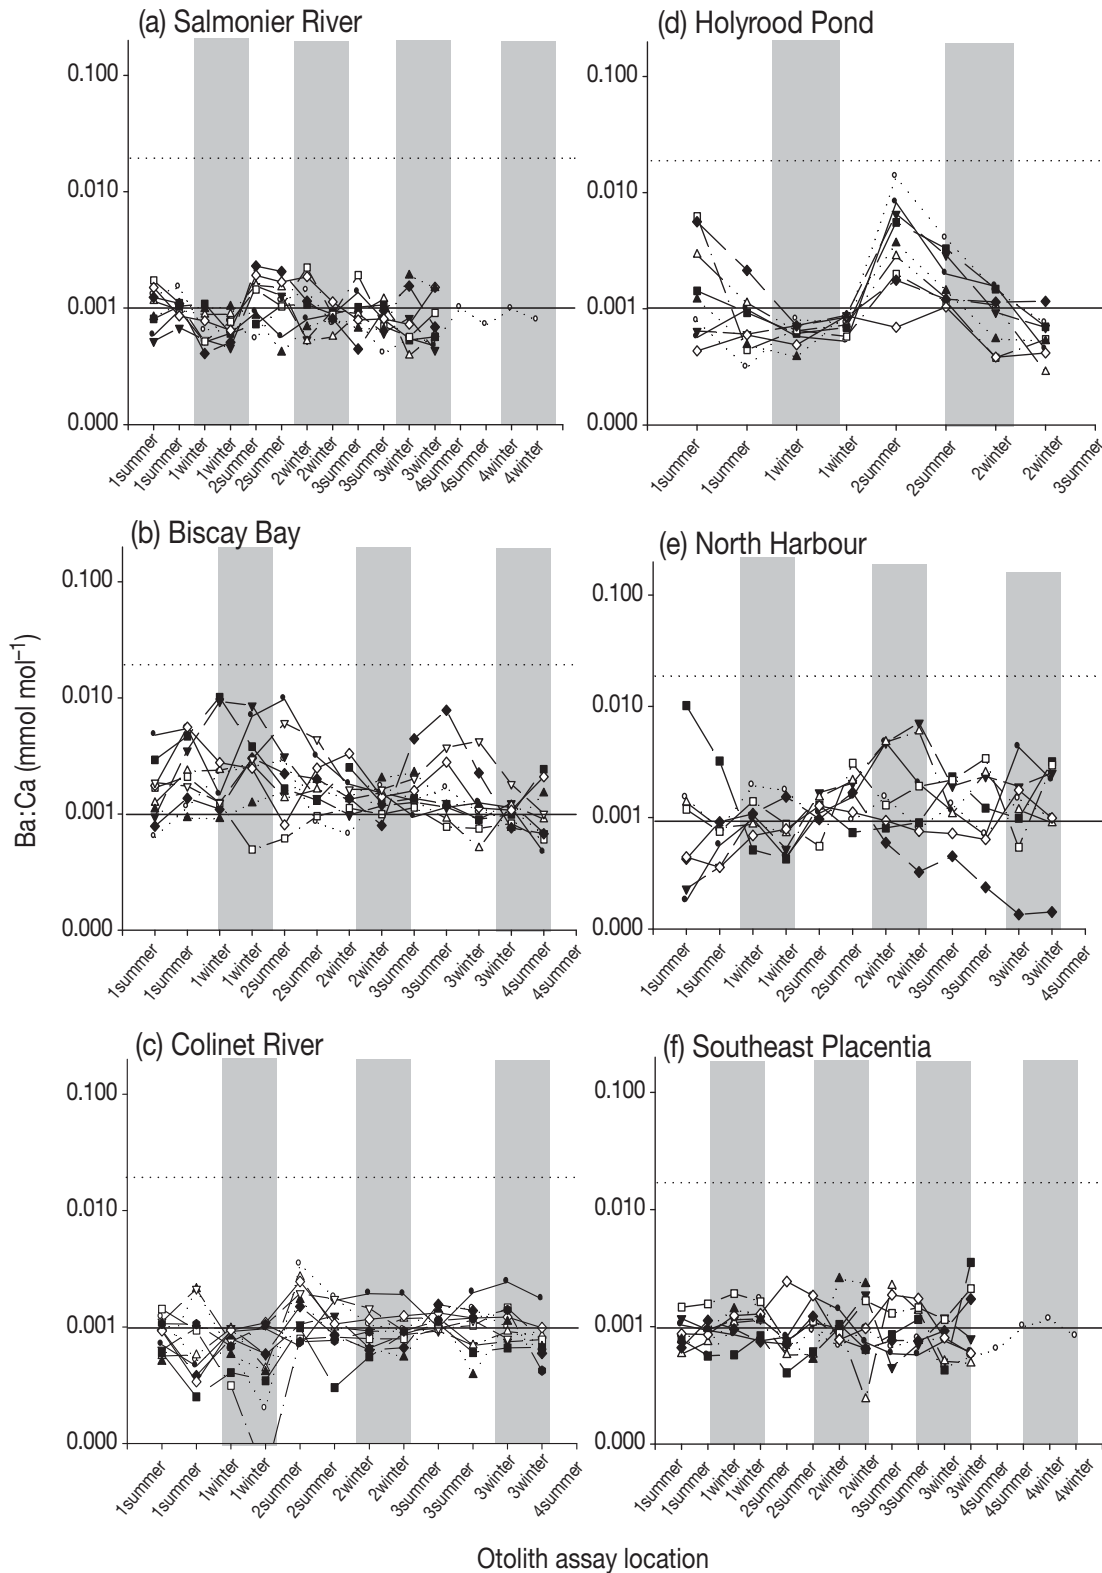 (a) Salmonier River
0.100
0.010
0.001
0.000
1summer
1summer
1winter
1winter
2summer
2summer
2winter
2winter
3summer
3summer
3winter
3winter
4summer
4summer
4winter
4winter
(d) Holyrood Pond
0.100
0.010
0.001
0.000
1summer
1summer
1winter
1winter
2summer
2summer
2winter
2winter
3summer
(b) Biscay Bay
0.100
0.010
0.001
0.000
1summer
1summer
1winter
1winter
2summer
2summer
2winter
2winter
3summer
3summer
3winter
3winter
4summer
4summer
(e) North Harbour
0.100
0.010
0.001
0.000
1summer
1summer
1winter
1winter
2summer
2summer
2winter
2winter
3summer
3summer
3winter
3winter
4summer
Ba:Ca (mmol mol⁻¹)
(c) Colinet River
0.100
0.010
0.001
0.000
1summer
1summer
1winter
1winter
2summer
2summer
2winter
2winter
3summer
3summer
3winter
3winter
4summer
(f) Southeast Placentia
0.100
0.010
0.001
0.000
1summer
1summer
1winter
1winter
2summer
2summer
2winter
2winter
3summer
3summer
3winter
3winter
4summer
4summer
4winter
4winter
Otolith assay location